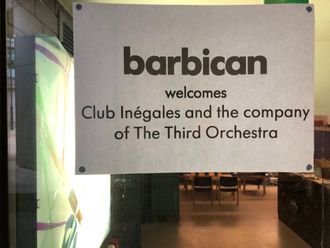 barbican
welcomes
Club Inégales and the company
of The Third Orchestra